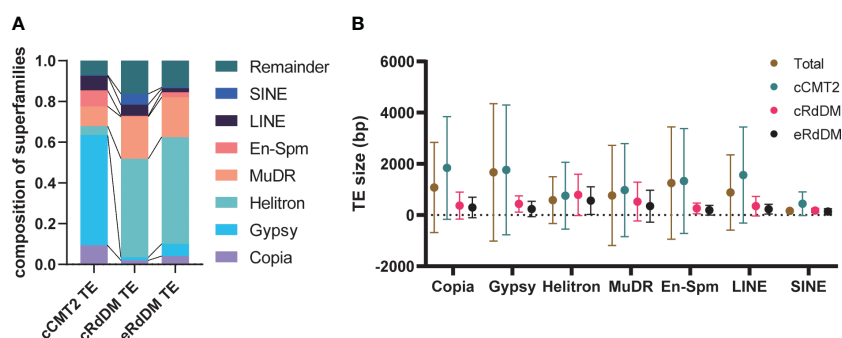 A
composition of superfamilies
1.0
0.8
0.6
0.4
0.2
0.0
cCMT2 TE
cRdDM TE
eRdDM TE
Remainder
SINE
LINE
En-Spm
MuDR
Helitron
Gypsy
Copia
B
TE size (bp)
6000
4000
2000
0
-2000
Copia Gypsy Helitron MuDR En-Spm LINE SINE
Total
cCMT2
cRdDM
eRdDM